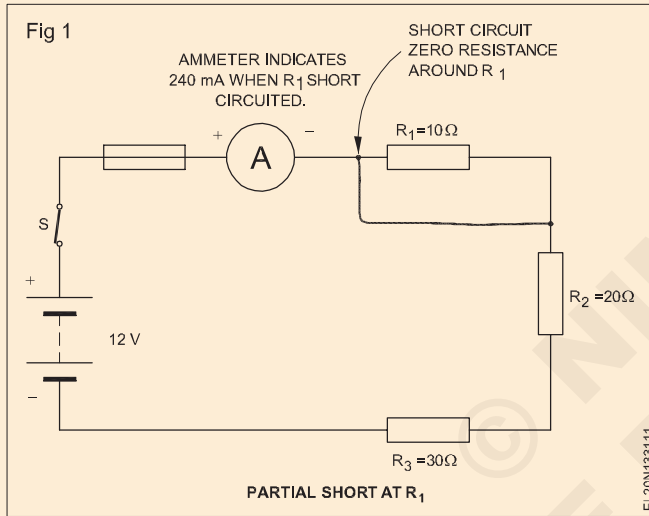 Fig 1
SHORT CIRCUIT
ZERO RESISTANCE
AROUND R1
AMMETER INDICATES
240 mA WHEN R1 SHORT
CIRCUITED.
+ −
A
R1=10Ω
S
+
12 V
−
R2 =20Ω
R3=30Ω
PARTIAL SHORT AT R1
EL20N133111
©